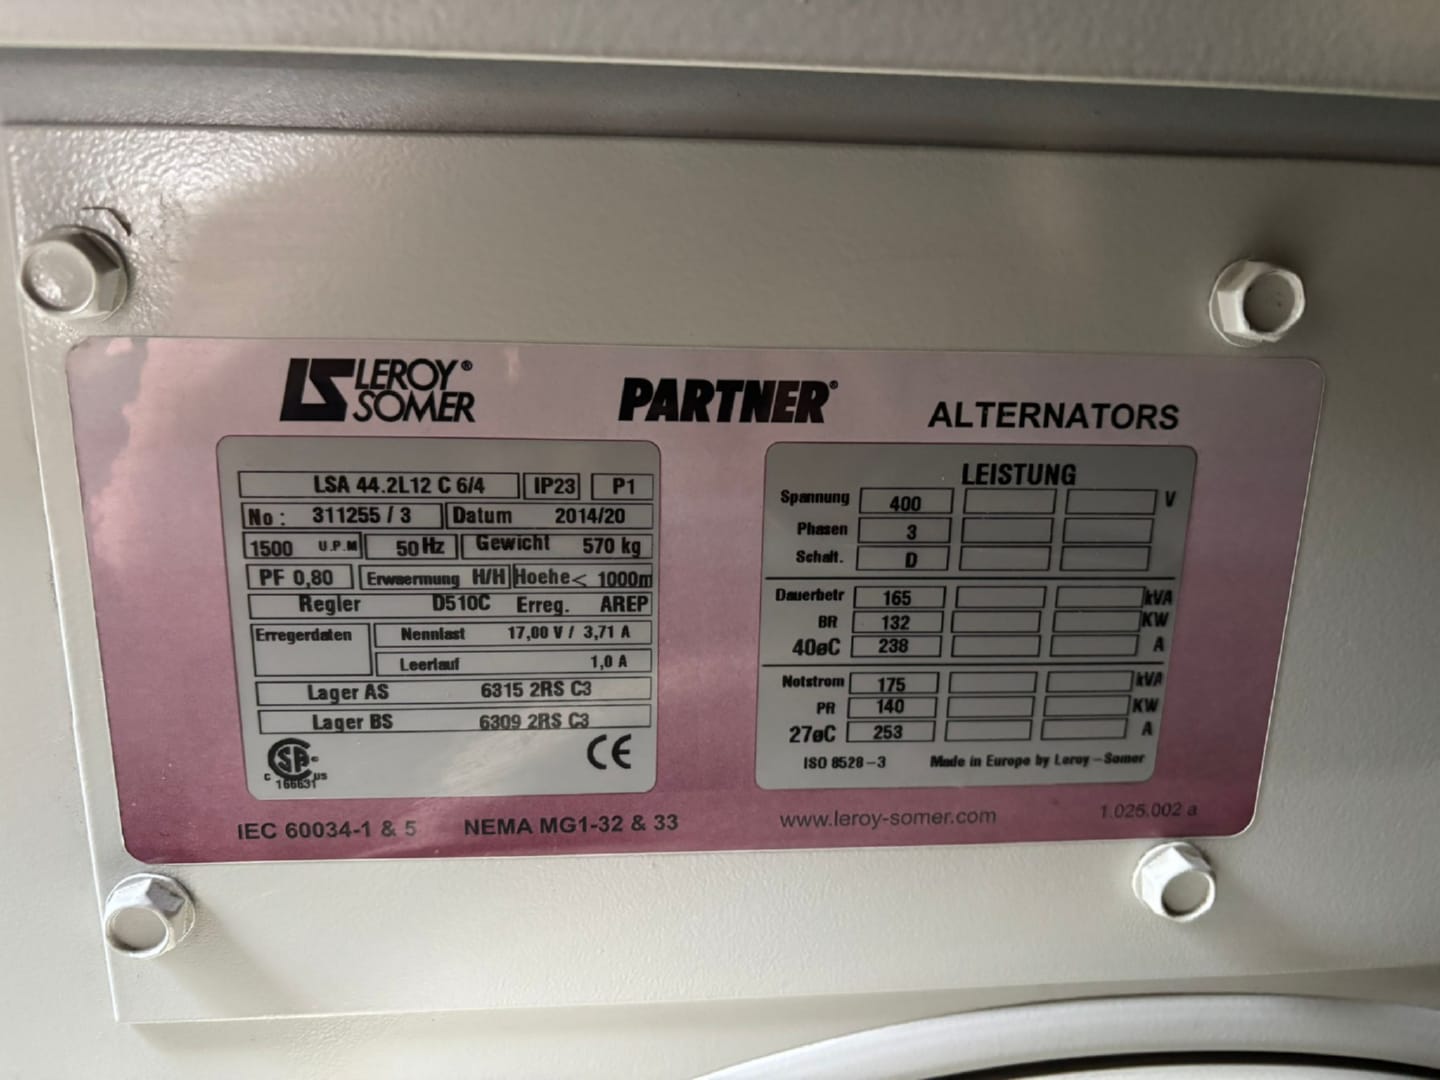 LEROY® SOMER
PARTNER®
ALTERNATORS
LSA 44.2L12 C 6/4 IP23 P1
No : 311255 / 3 Datum 2014/20
1500 U.P.M 50 Hz Gewicht 570 kg
PF 0,80 Erwaermung H/H Hoehe < 1000m
Regler D510C Erreg. AREP
Erregerdaten Nennlast 17,00 V / 3,71 A
Leerlauf 1,0 A
Lager AS 6315 2RS C3
Lager BS 6309 2RS C3
C SA ® US
166631
CE
LEISTUNG
Spannung 400 V
Phasen 3
Schalt. D
Dauerbetr 165 kVA
BR 132 KW
40øC 238 A
Notstrom 175 kVA
PR 140 KW
27øC 253 A
ISO 8528-3 Made in Europe by Leroy-Somer
IEC 60034-1 & 5 NEMA MG1-32 & 33
www.leroy-somer.com 1.025.002 a